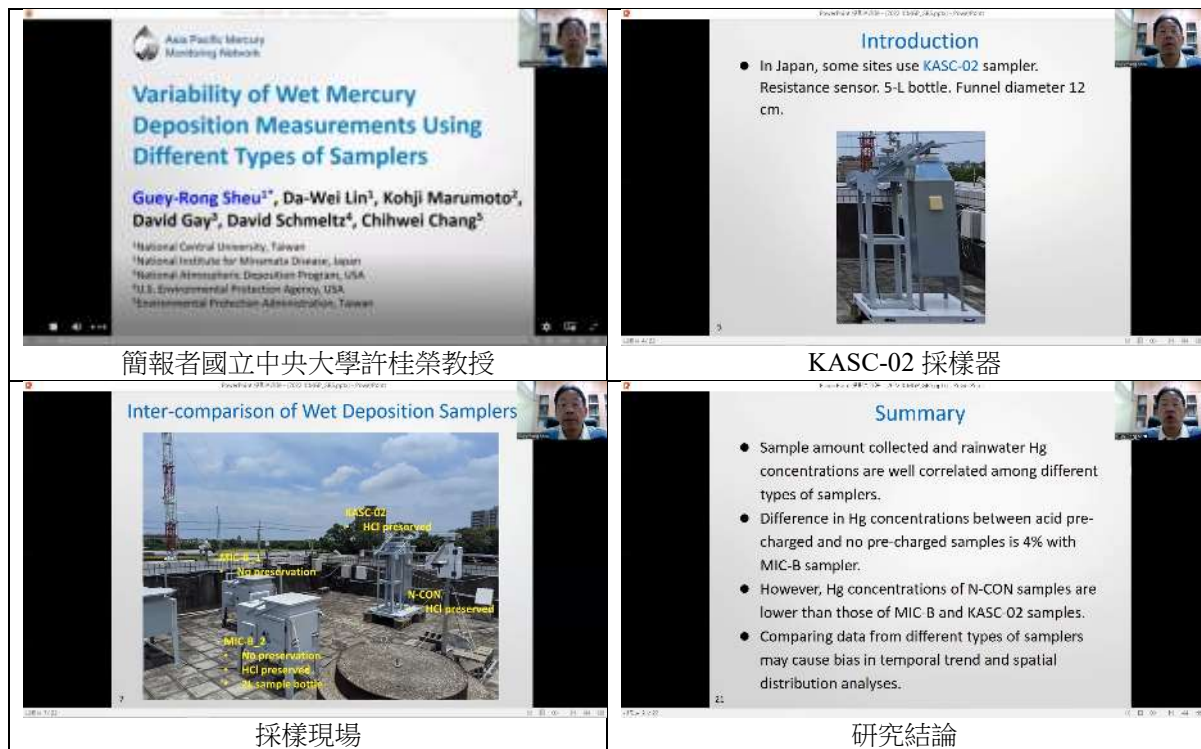 Asia Pacific Mercury
Monitoring Network
Variability of Wet Mercury
Deposition Measurements Using
Different Types of Samplers
Guey-Rong Sheu1*, Da-Wei Lin1, Kohji Marumoto2,
David Gay3, David Schmeltz4, Chihwei Chang5
1National Central University, Taiwan
2National Institute for Minamata Disease, Japan
3National Atmospheric Deposition Program, USA
4U.S. Environmental Protection Agency, USA
5Environmental Protection Administration, Taiwan
簡報者國立中央大學許桂榮教授
Introduction
● In Japan, some sites use KASC-02 sampler.
Resistance sensor. 5-L bottle. Funnel diameter 12
cm.
5
KASC-02 採樣器
Inter-comparison of Wet Deposition Samplers
KASC-02
HCl preserved
MIC-B_1
• No preservation
N-CON
HCl preserved
MIC-B_2
• No preservation
• HCl preserved
• 2L sample bottle
7
採樣現場
Summary
● Sample amount collected and rainwater Hg
concentrations are well correlated among different
types of samplers.
● Difference in Hg concentrations between acid pre-
charged and no pre-charged samples is 4% with
MIC-B sampler.
● However, Hg concentrations of N-CON samples are
lower than those of MIC-B and KASC-02 samples.
● Comparing data from different types of samplers
may cause bias in temporal trend and spatial
distribution analyses.
21
研究結論